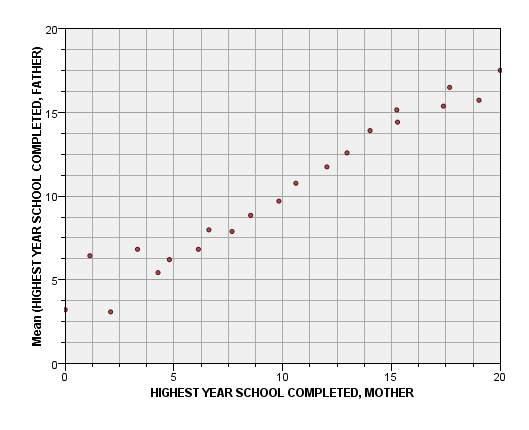 Mean (HIGHEST YEAR SCHOOL COMPLETED, FATHER)
20
15
10
5
0
0 5 10 15 20
HIGHEST YEAR SCHOOL COMPLETED, MOTHER